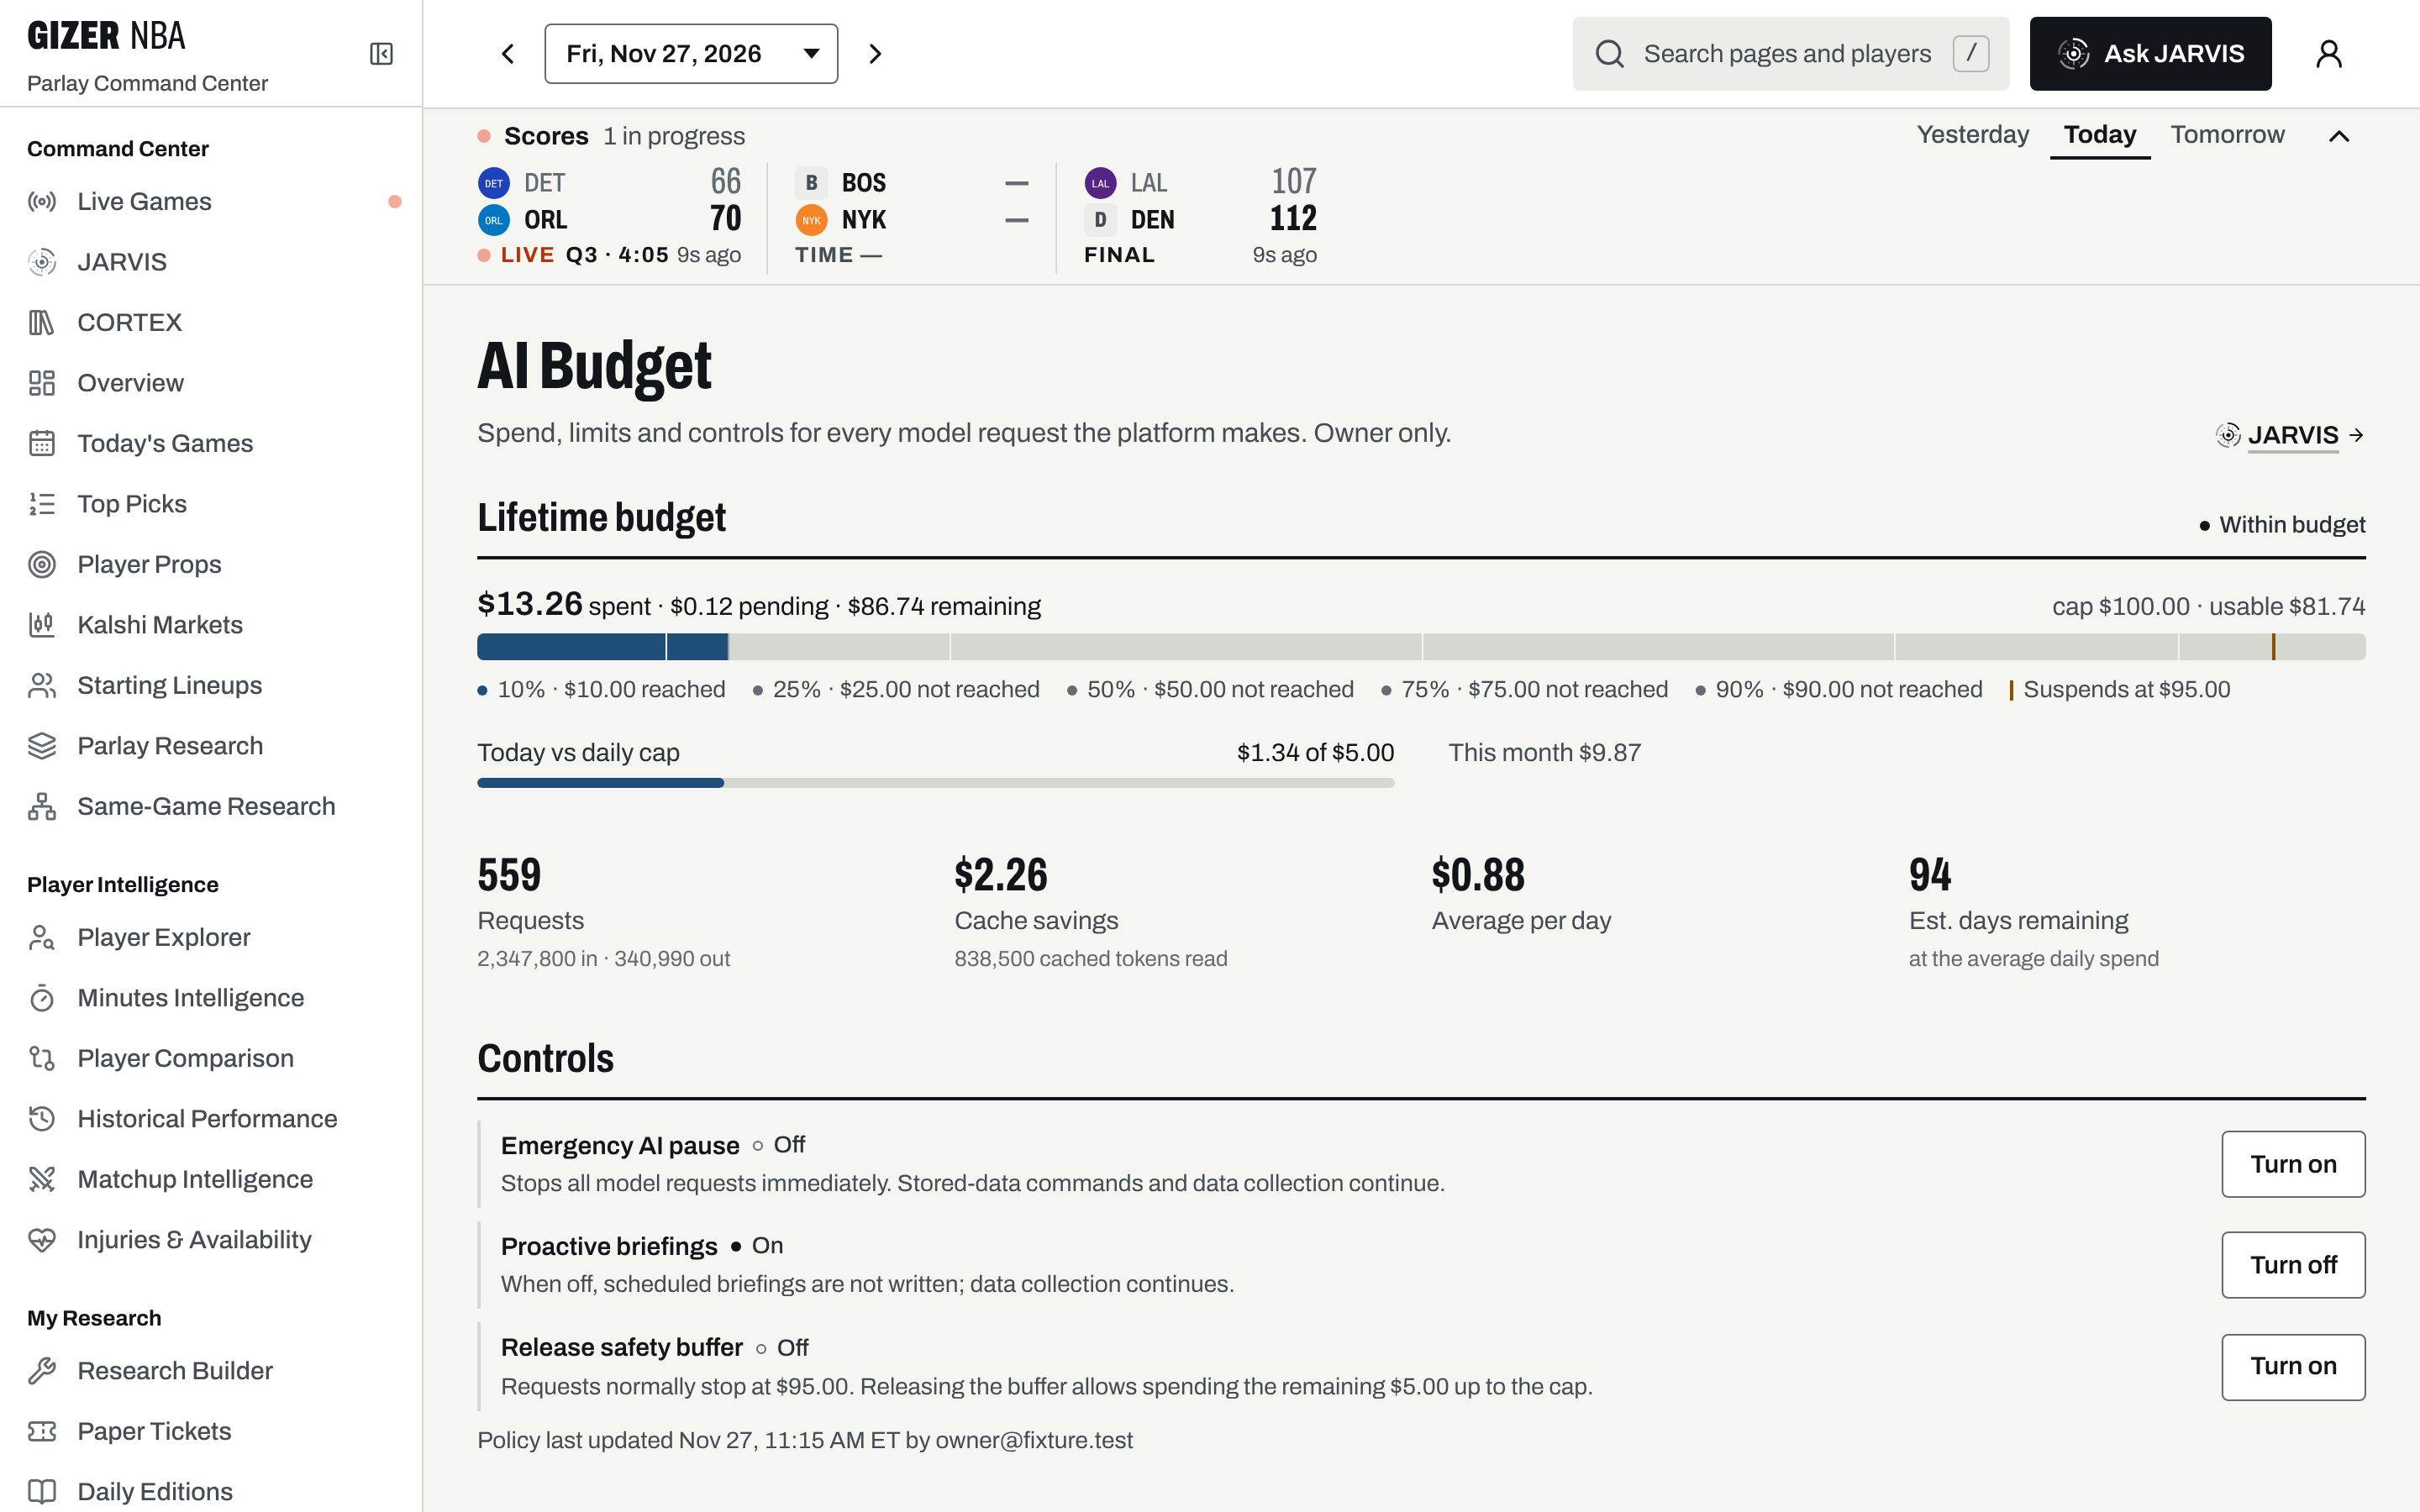 GIZER NBA
Parlay Command Center
Fri, Nov 27, 2026
Search pages and players /
Ask JARVIS
Command Center
Live Games
JARVIS
CORTEX
Overview
Today's Games
Top Picks
Player Props
Kalshi Markets
Starting Lineups
Parlay Research
Same-Game Research
Player Intelligence
Player Explorer
Minutes Intelligence
Player Comparison
Historical Performance
Matchup Intelligence
Injuries & Availability
My Research
Research Builder
Paper Tickets
Daily Editions
Scores 1 in progress
Yesterday Today Tomorrow
DET DET 66
ORL ORL 70
LIVE Q3 · 4:05 9s ago
B BOS —
NYK NYK —
TIME —
LAL LAL 107
D DEN 112
FINAL 9s ago
AI Budget
Spend, limits and controls for every model request the platform makes. Owner only.
JARVIS →
Lifetime budget
Within budget
$13.26 spent · $0.12 pending · $86.74 remaining
cap $100.00 · usable $81.74
10% · $10.00 reached 25% · $25.00 not reached 50% · $50.00 not reached 75% · $75.00 not reached 90% · $90.00 not reached Suspends at $95.00
Today vs daily cap $1.34 of $5.00 This month $9.87
559
Requests
2,347,800 in · 340,990 out
$2.26
Cache savings
838,500 cached tokens read
$0.88
Average per day
94
Est. days remaining
at the average daily spend
Controls
Emergency AI pause Off
Stops all model requests immediately. Stored-data commands and data collection continue.
Turn on
Proactive briefings On
When off, scheduled briefings are not written; data collection continues.
Turn off
Release safety buffer Off
Requests normally stop at $95.00. Releasing the buffer allows spending the remaining $5.00 up to the cap.
Turn on
Policy last updated Nov 27, 11:15 AM ET by owner@fixture.test